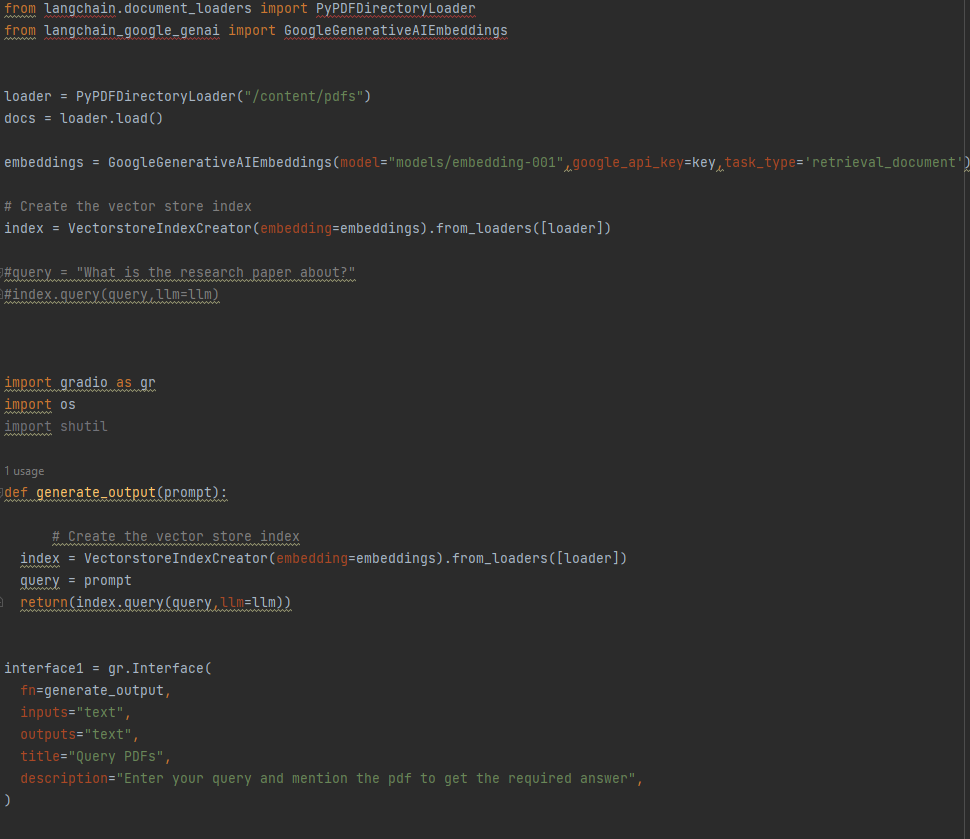 from langchain.document_loaders import PyPDFDirectoryLoader
from langchain_google_genai import GoogleGenerativeAIEmbeddings
loader = PyPDFDirectoryLoader("/content/pdfs")
docs = loader.load()
embeddings = GoogleGenerativeAIEmbeddings(model="models/embedding-001",google_api_key=key,task_type='retrieval_document')
# Create the vector store index
index = VectorstoreIndexCreator(embedding=embeddings).from_loaders([loader])
#query = "What is the research paper about?"
#index.query(query,llm=llm)
import gradio as gr
import os
import shutil
1 usage
def generate_output(prompt):
# Create the vector store index
index = VectorstoreIndexCreator(embedding=embeddings).from_loaders([loader])
query = prompt
return(index.query(query,llm=llm))
interface1 = gr.Interface(
fn=generate_output,
inputs="text",
outputs="text",
title="Query PDFs",
description="Enter your query and mention the pdf to get the required answer",
)